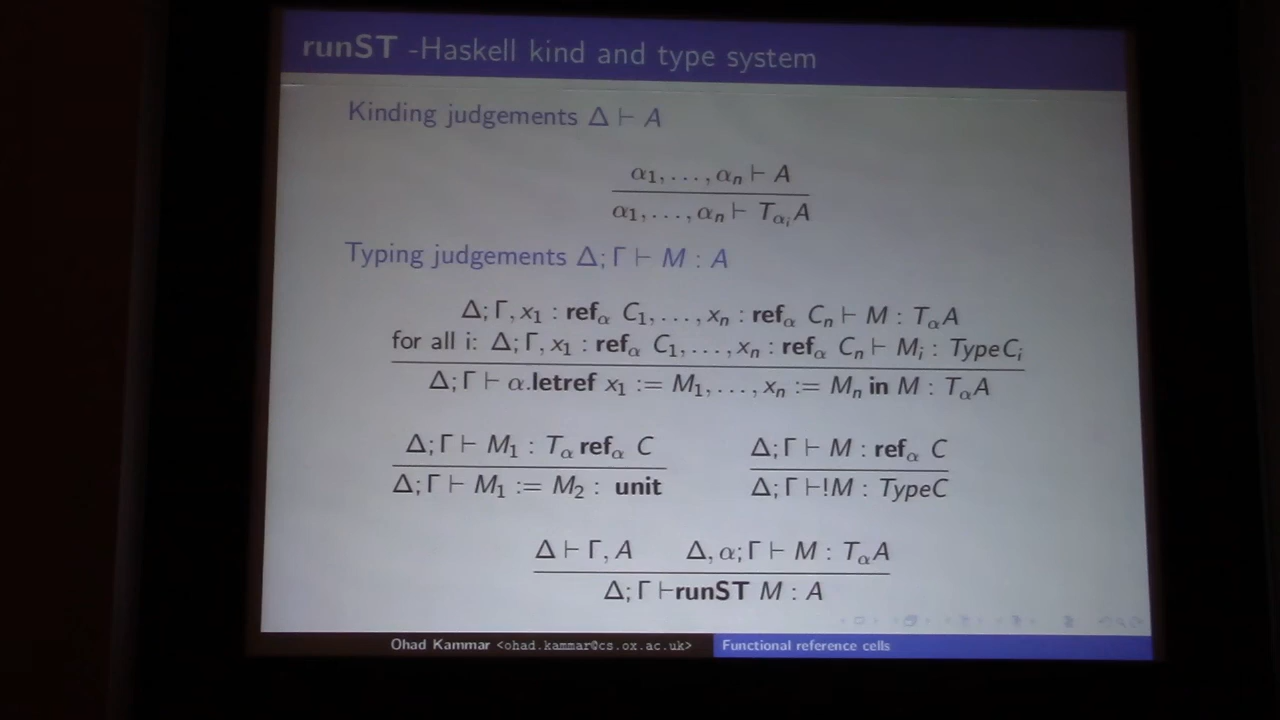 runST -Haskell kind and type system
Kinding judgements Δ ⊢ A
α₁, . . . , αₙ ⊢ A
α₁, . . . , αₙ ⊢ T_{αᵢ}A
Typing judgements Δ; Γ ⊢ M : A
Δ; Γ, x₁ : ref_α C₁, . . . , xₙ : ref_α Cₙ ⊢ M : T_αA
for all i: Δ; Γ, x₁ : ref_α C₁, . . . , xₙ : ref_α Cₙ ⊢ Mᵢ : TypeCᵢ
Δ; Γ ⊢ α.letref x₁ := M₁, . . . , xₙ := Mₙ in M : T_αA
Δ; Γ ⊢ M₁ : T_α ref_α C Δ; Γ ⊢ M : ref_α C
Δ; Γ ⊢ M₁ := M₂ : unit Δ; Γ ⊢!M : TypeC
Δ ⊢ Γ, A Δ, α; Γ ⊢ M : T_αA
Δ; Γ ⊢runST M : A
Ohad Kammar <ohad.kammar@cs.ox.ac.uk> Functional reference cells